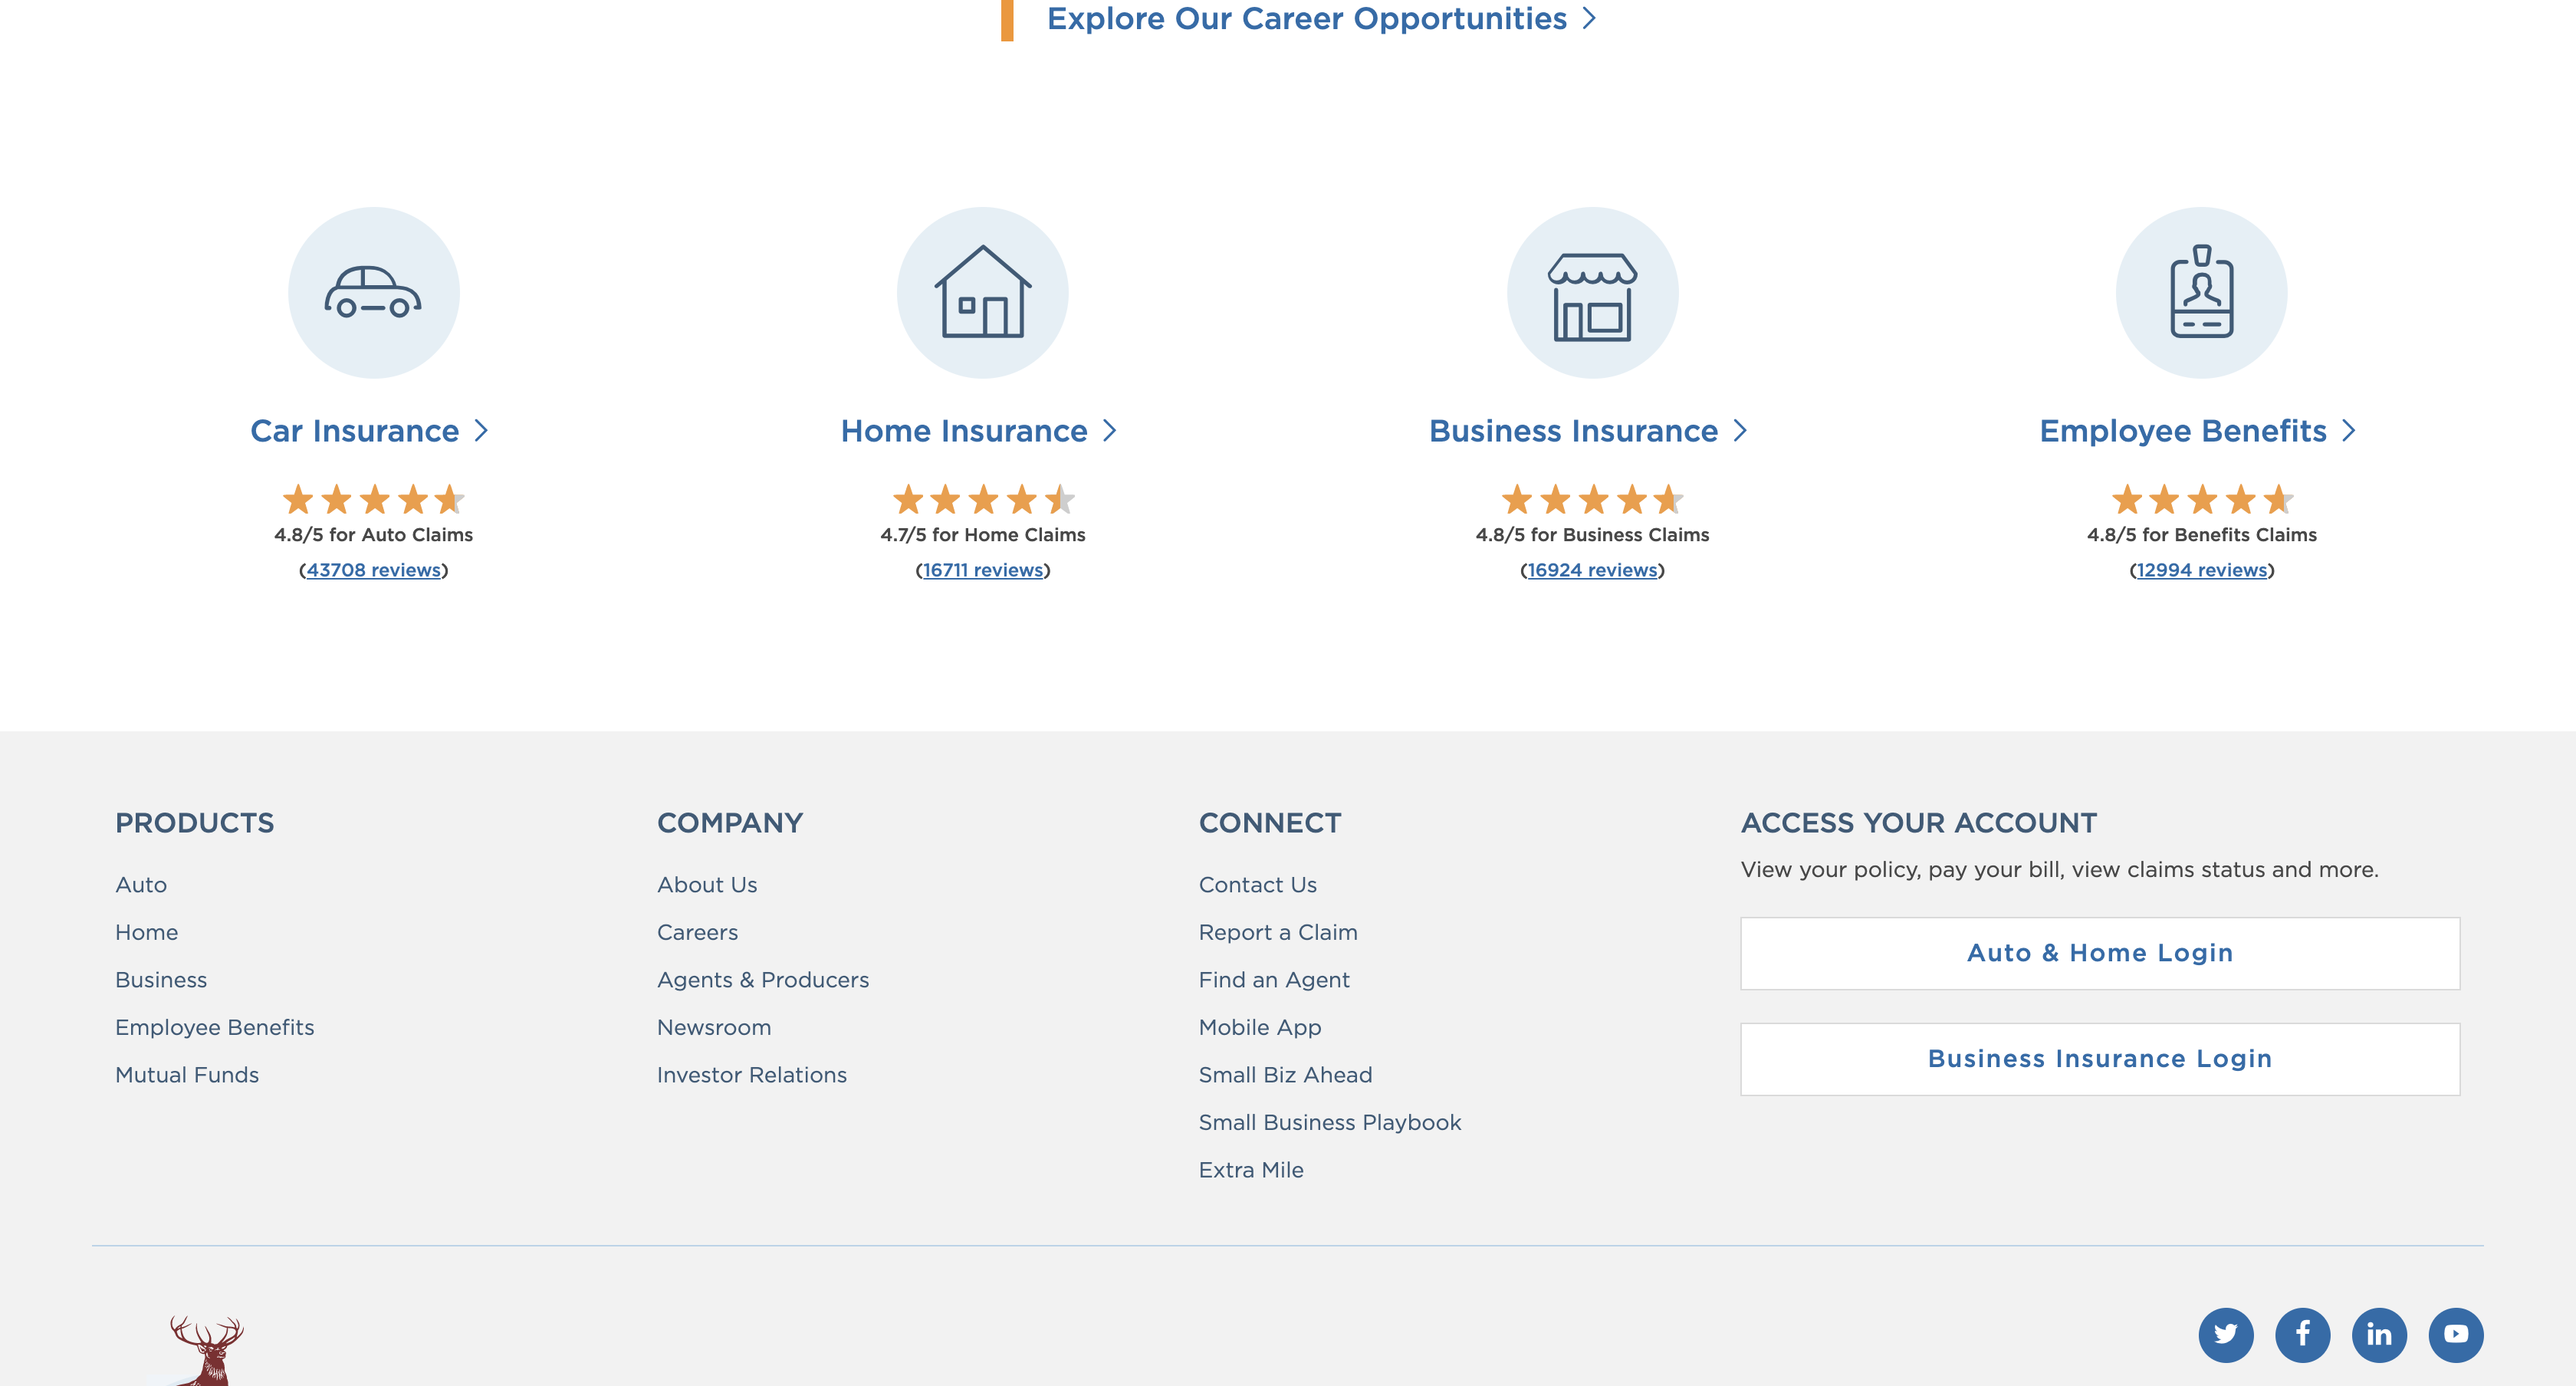 Explore Our Career Opportunities
Car Insurance
4.8/5 for Auto Claims
(43708 reviews)
Home Insurance
4.7/5 for Home Claims
(16711 reviews)
Business Insurance
4.8/5 for Business Claims
(16924 reviews)
Employee Benefits
4.8/5 for Benefits Claims
(12994 reviews)
PRODUCTS
Auto
Home
Business
Employee Benefits
Mutual Funds
COMPANY
About Us
Careers
Agents & Producers
Newsroom
Investor Relations
CONNECT
Contact Us
Report a Claim
Find an Agent
Mobile App
Small Biz Ahead
Small Business Playbook
Extra Mile
ACCESS YOUR ACCOUNT
View your policy, pay your bill, view claims status and more.
Auto & Home Login
Business Insurance Login